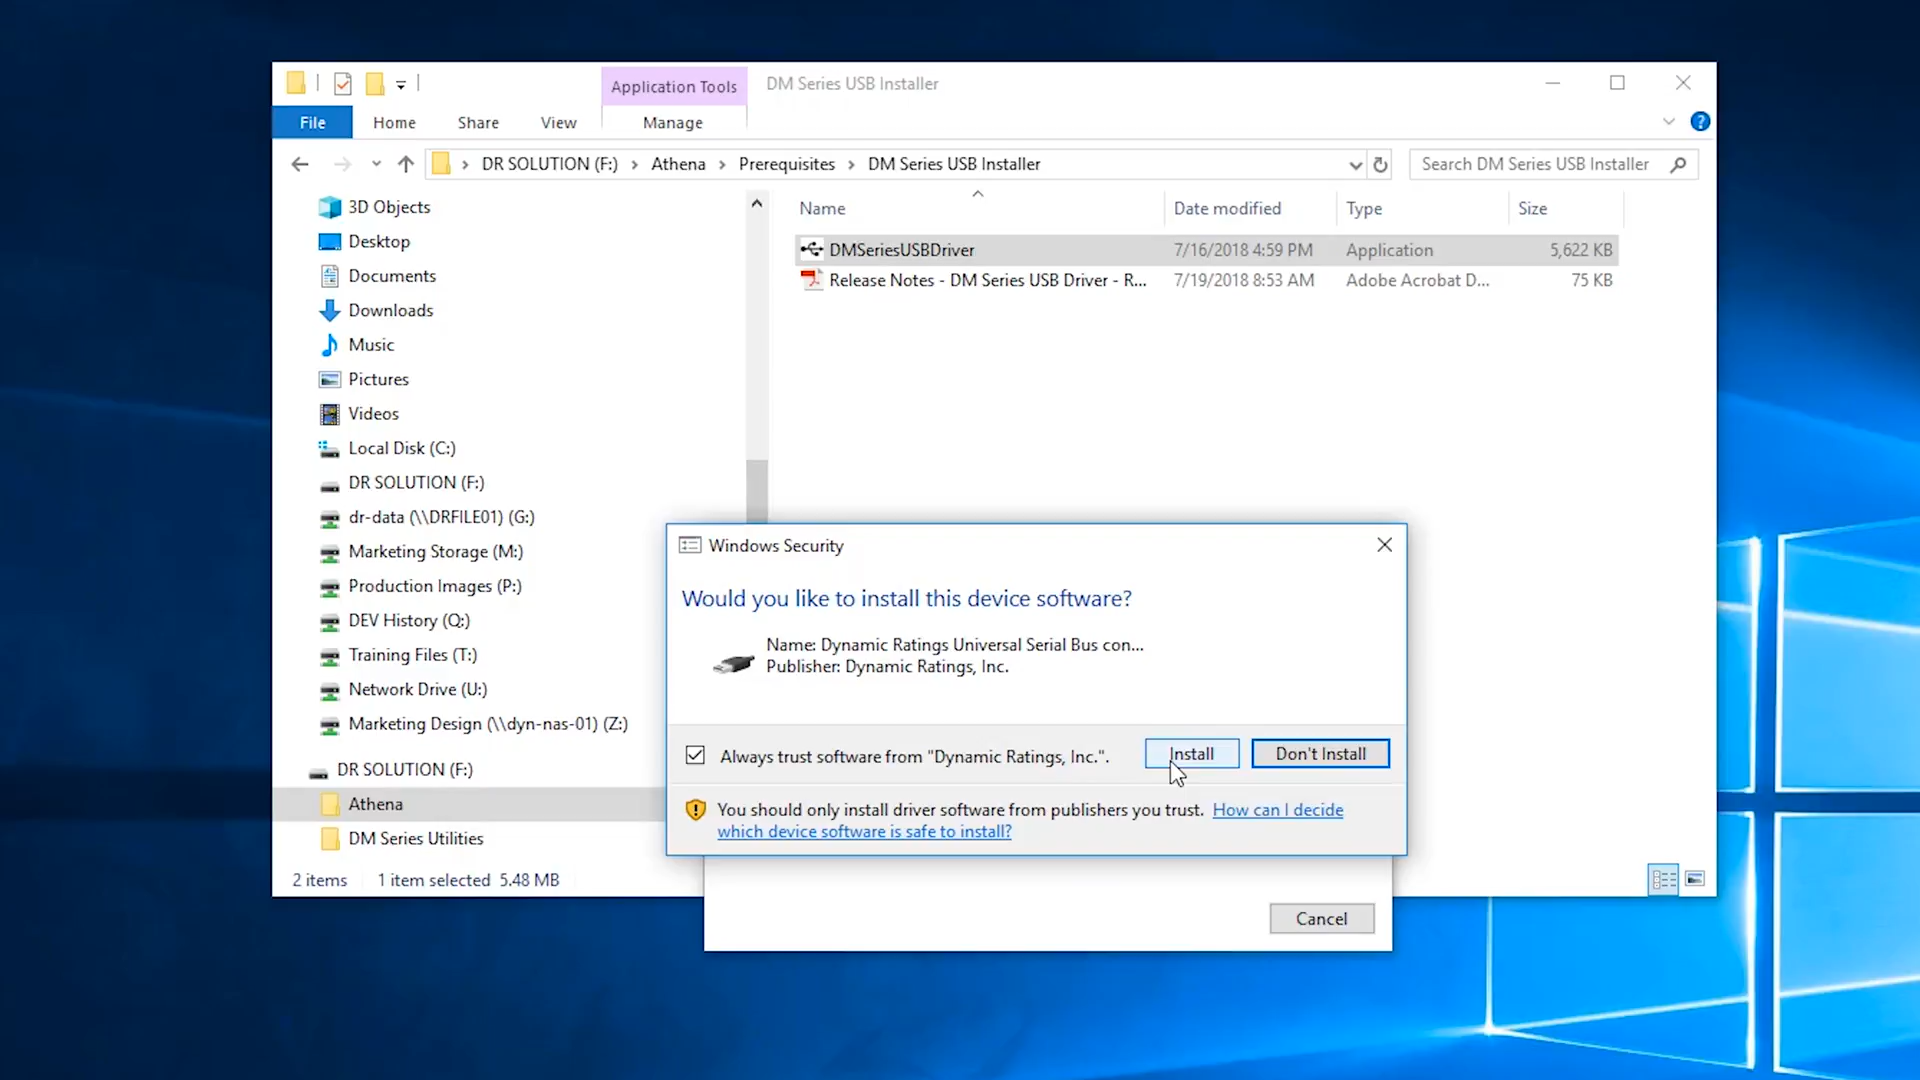 Application Tools
DM Series USB Installer
File
Home
Share
View
Manage
?
DR SOLUTION (F:) > Athena > Prerequisites > DM Series USB Installer
Search DM Series USB Installer
3D Objects
Desktop
Documents
Downloads
Music
Pictures
Videos
Local Disk (C:)
DR SOLUTION (F:)
dr-data (\\DRFILE01) (G:)
Marketing Storage (M:)
Production Images (P:)
DEV History (Q:)
Training Files (T:)
Network Drive (U:)
Marketing Design (\\dyn-nas-01) (Z:)
DR SOLUTION (F:)
Athena
DM Series Utilities
Name
Date modified
Type
Size
DMSeriesUSBDriver 7/16/2018 4:59 PM Application 5,622 KB
Release Notes - DM Series USB Driver - R... 7/19/2018 8:53 AM Adobe Acrobat D... 75 KB
Windows Security
Would you like to install this device software?
Name: Dynamic Ratings Universal Serial Bus con...
Publisher: Dynamic Ratings, Inc.
Always trust software from "Dynamic Ratings, Inc.".
Install
Don't Install
You should only install driver software from publishers you trust. How can I decide
which device software is safe to install?
2 items
1 item selected 5.48 MB
Cancel